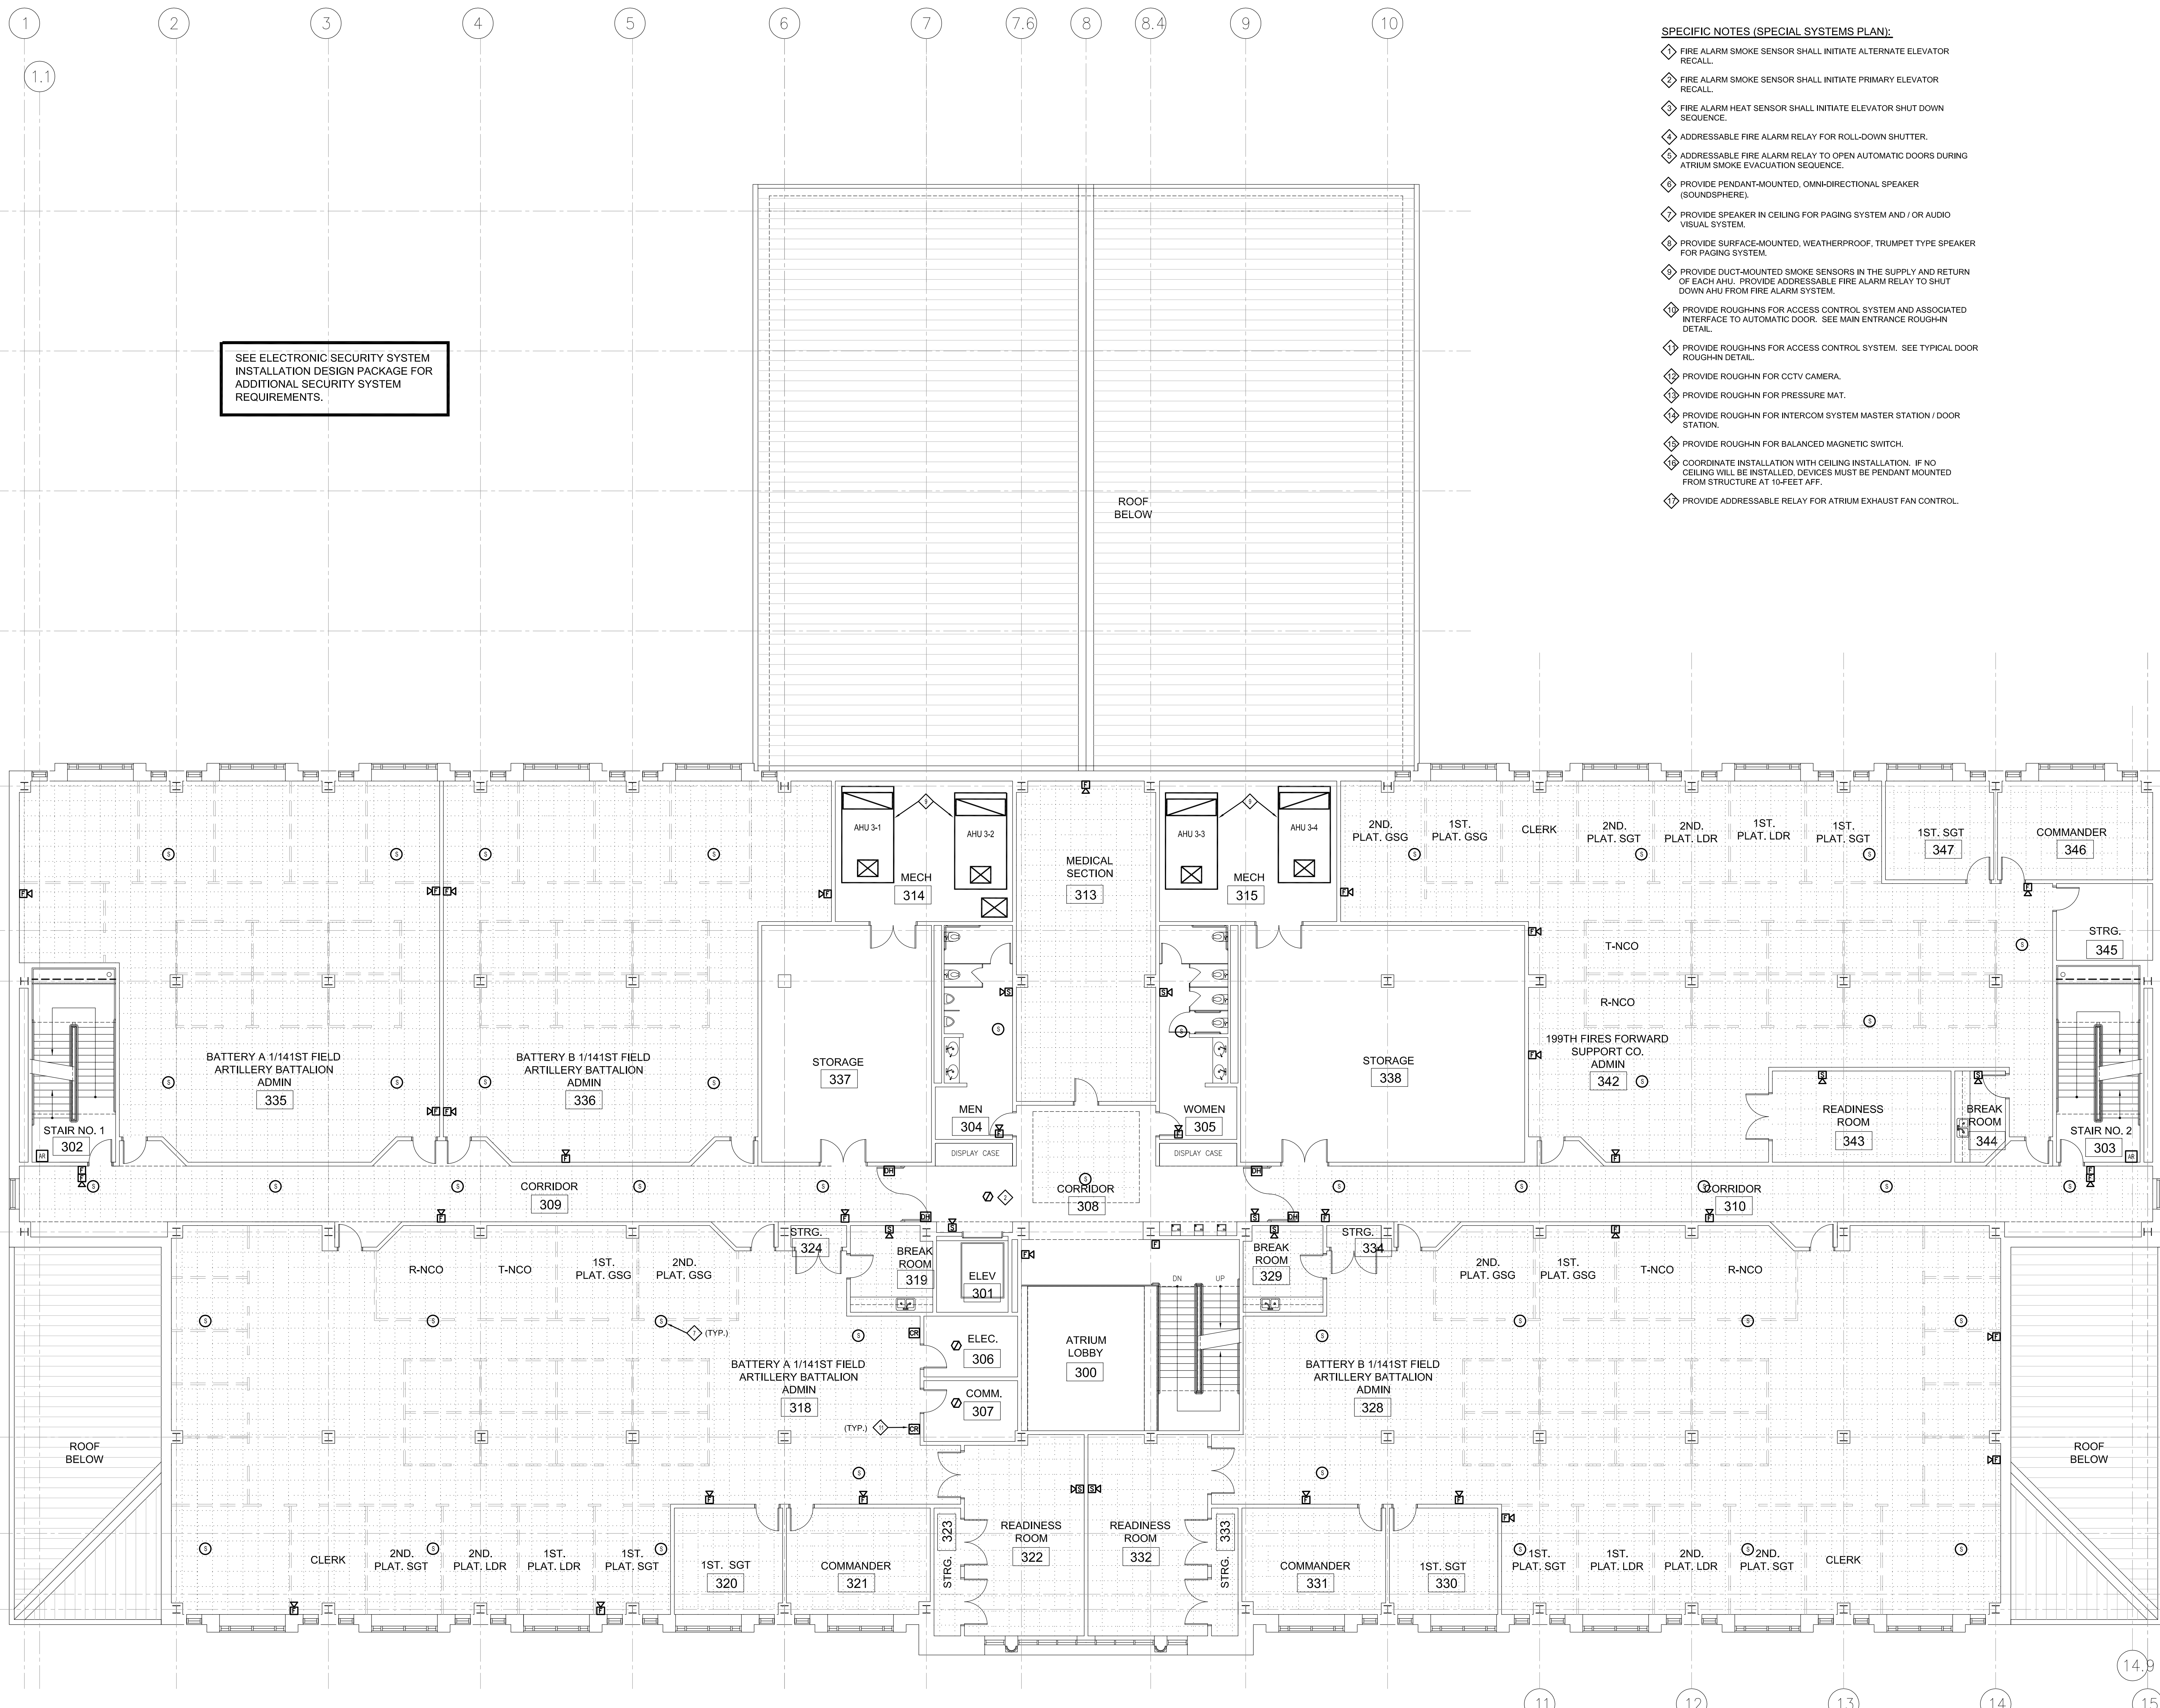 1
2
3
4
5
6
7
7.6
8
8.4
9
10
1.1
SPECIFIC NOTES (SPECIAL SYSTEMS PLAN):
1 FIRE ALARM SMOKE SENSOR SHALL INITIATE ALTERNATE ELEVATOR
RECALL.
2 FIRE ALARM SMOKE SENSOR SHALL INITIATE PRIMARY ELEVATOR
RECALL.
3 FIRE ALARM HEAT SENSOR SHALL INITIATE ELEVATOR SHUT DOWN
SEQUENCE.
4 ADDRESSABLE FIRE ALARM RELAY FOR ROLL-DOWN SHUTTER.
5 ADDRESSABLE FIRE ALARM RELAY TO OPEN AUTOMATIC DOORS DURING
ATRIUM SMOKE EVACUATION SEQUENCE.
6 PROVIDE PENDANT-MOUNTED, OMNI-DIRECTIONAL SPEAKER
(SOUNDSPHERE).
7 PROVIDE SPEAKER IN CEILING FOR PAGING SYSTEM AND / OR AUDIO
VISUAL SYSTEM.
8 PROVIDE SURFACE-MOUNTED, WEATHERPROOF, TRUMPET TYPE SPEAKER
FOR PAGING SYSTEM.
9 PROVIDE DUCT-MOUNTED SMOKE SENSORS IN THE SUPPLY AND RETURN
OF EACH AHU. PROVIDE ADDRESSABLE FIRE ALARM RELAY TO SHUT
DOWN AHU FROM FIRE ALARM SYSTEM.
10 PROVIDE ROUGH-INS FOR ACCESS CONTROL SYSTEM AND ASSOCIATED
INTERFACE TO AUTOMATIC DOOR. SEE MAIN ENTRANCE ROUGH-IN
DETAIL.
11 PROVIDE ROUGH-INS FOR ACCESS CONTROL SYSTEM. SEE TYPICAL DOOR
ROUGH-IN DETAIL.
12 PROVIDE ROUGH-IN FOR CCTV CAMERA.
13 PROVIDE ROUGH-IN FOR PRESSURE MAT.
14 PROVIDE ROUGH-IN FOR INTERCOM SYSTEM MASTER STATION / DOOR
STATION.
15 PROVIDE ROUGH-IN FOR BALANCED MAGNETIC SWITCH.
16 COORDINATE INSTALLATION WITH CEILING INSTALLATION. IF NO
CEILING WILL BE INSTALLED, DEVICES MUST BE PENDANT MOUNTED
FROM STRUCTURE AT 10-FEET AFF.
17 PROVIDE ADDRESSABLE RELAY FOR ATRIUM EXHAUST FAN CONTROL.
SEE ELECTRONIC SECURITY SYSTEM
INSTALLATION DESIGN PACKAGE FOR
ADDITIONAL SECURITY SYSTEM
REQUIREMENTS.
ROOF
BELOW
AHU 3-1
9
AHU 3-2
MECH
314
MEDICAL
SECTION
313
AHU 3-3
9
AHU 3-4
MECH
315
2ND.
PLAT. GSG
1ST.
PLAT. GSG
CLERK
2ND.
PLAT. SGT
2ND.
PLAT. LDR
1ST.
PLAT. LDR
1ST.
PLAT. SGT
1ST. SGT
347
COMMANDER
346
STRG.
345
T-NCO
R-NCO
199TH FIRES FORWARD
SUPPORT CO.
ADMIN
342
BATTERY A 1/141ST FIELD
ARTILLERY BATTALION
ADMIN
335
BATTERY B 1/141ST FIELD
ARTILLERY BATTALION
ADMIN
336
STORAGE
337
STORAGE
338
STAIR NO. 1
302
AR
MEN
304
WOMEN
305
DISPLAY CASE
DISPLAY CASE
READINESS
ROOM
343
BREAK
ROOM
344
STAIR NO. 2
303
AR
CORRIDOR
309
DH
DH
2
CORRIDOR
308
DH
DH
CORRIDOR
310
R-NCO
T-NCO
1ST.
PLAT. GSG
2ND.
PLAT. GSG
STRG.
324
BREAK
ROOM
319
ELEV
301
DN
UP
BREAK
ROOM
329
STRG.
334
2ND.
PLAT. GSG
1ST.
PLAT. GSG
T-NCO
R-NCO
7 (TYP.)
CR
ELEC.
306
ATRIUM
LOBBY
300
BATTERY A 1/141ST FIELD
ARTILLERY BATTALION
ADMIN
318
COMM.
307
(TYP.) 11
CR
BATTERY B 1/141ST FIELD
ARTILLERY BATTALION
ADMIN
328
ROOF
BELOW
ROOF
BELOW
CLERK
2ND.
PLAT. SGT
2ND.
PLAT. LDR
1ST.
PLAT. LDR
1ST.
PLAT. SGT
1ST. SGT
320
COMMANDER
321
STRG. 323
READINESS
ROOM
322
READINESS
ROOM
332
STRG. 333
COMMANDER
331
1ST. SGT
330
1ST.
PLAT. SGT
1ST.
PLAT. LDR
2ND.
PLAT. LDR
2ND.
PLAT. SGT
CLERK
14.9
11
12
13
14
15